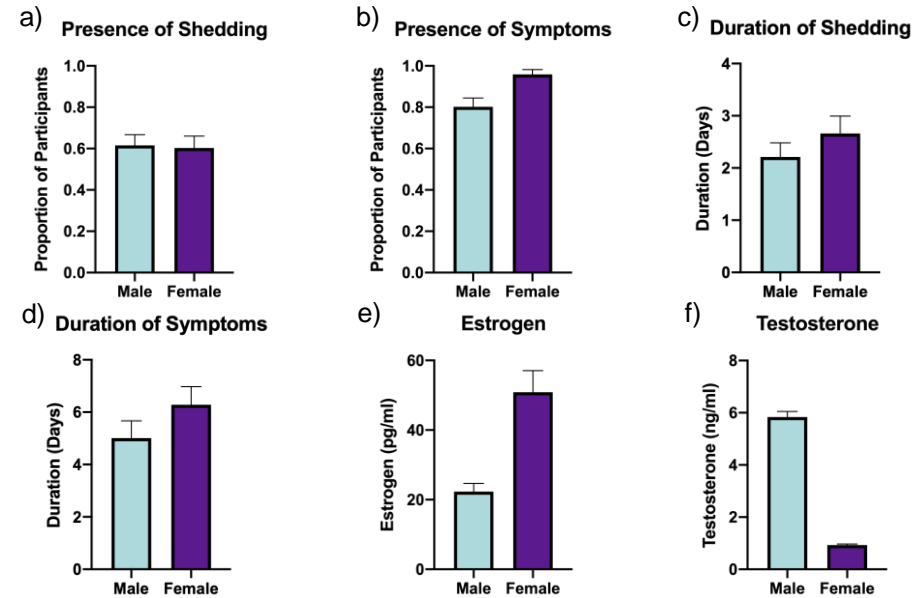 a)
Presence of Shedding
Proportion of Participants
1.0
0.8
0.6
0.4
0.2
0.0
Male Female
b)
Presence of Symptoms
Proportion of Participants
1.0
0.8
0.6
0.4
0.2
0.0
Male Female
c)
Duration of Shedding
Duration (Days)
4
3
2
1
0
Male Female
d)
Duration of Symptoms
Duration (Days)
8
6
4
2
0
Male Female
e)
Estrogen
Estrogen (pg/ml)
60
40
20
0
Male Female
f)
Testosterone
Testosterone (ng/ml)
8
6
4
2
0
Male Female